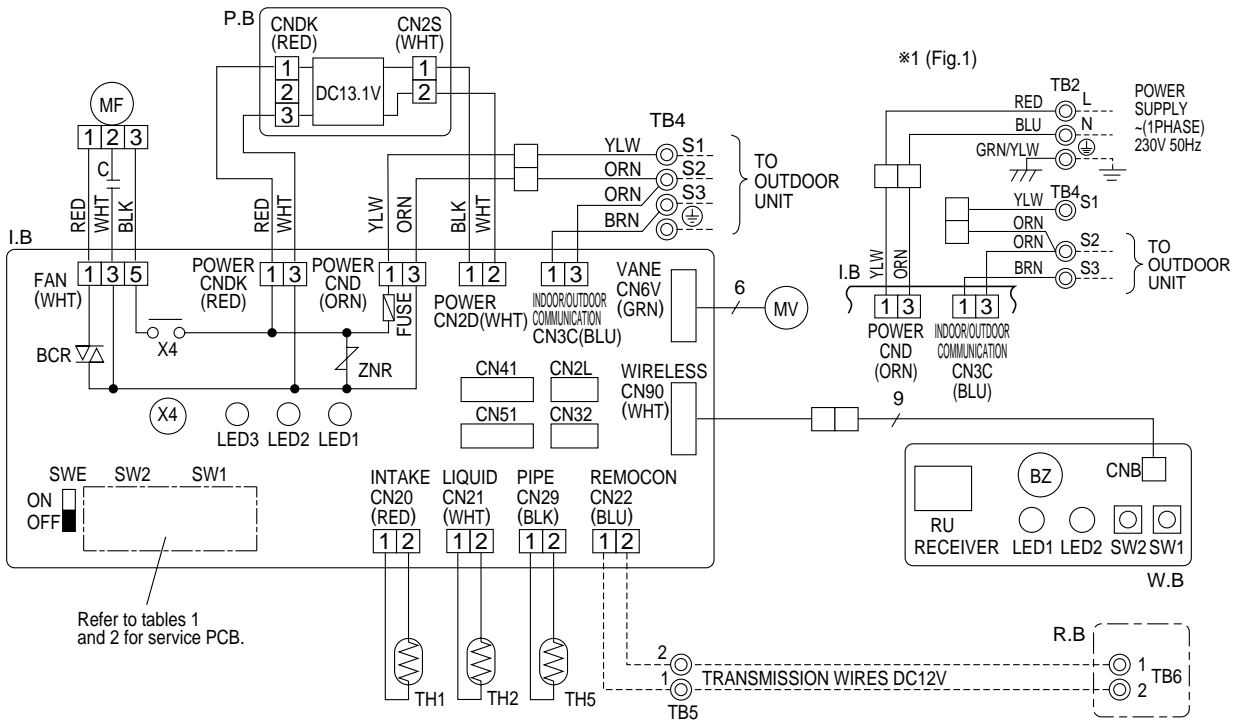 P.B
CNDK
(RED)
CN2S
(WHT)
1
2
3
DC13.1V
1
2
MF
1 2 3
C
RED
WHT
BLK
RED
WHT
YLW
ORN
BLK
WHT
TB4
YLW
S1
ORN
S2
ORN
S3
BRN
TO
OUTDOOR
UNIT
※1 (Fig.1)
TB2
RED
L
BLU
N
GRN/YLW
POWER
SUPPLY
~(1PHASE)
230V 50Hz
TB4
YLW
S1
ORN
ORN
S2
BRN
S3
TO
OUTDOOR
UNIT
YLW
ORN
I.B
1 3
POWER
CND
(ORN)
1 3
INDOOR/OUTDOOR
COMMUNICATION
CN3C
(BLU)
I.B
FAN
(WHT)
1 3 5
POWER
CNDK
(RED)
1 3
POWER
CND
(ORN)
1 3
FUSE
1 2
POWER
CN2D(WHT)
1 3
INDOOR/OUTDOOR
COMMUNICATION
CN3C(BLU)
VANE
CN6V
(GRN)
6
MV
BCR
X4
ZNR
X4
LED3 LED2 LED1
CN41
CN2L
CN51
CN32
WIRELESS
CN90
(WHT)
9
SWE
SW2
SW1
ON
OFF
Refer to tables 1
and 2 for service PCB.
INTAKE
CN20
(RED)
1 2
LIQUID
CN21
(WHT)
1 2
PIPE
CN29
(BLK)
1 2
REMOCON
CN22
(BLU)
1 2
TH1
TH2
TH5
CNB
BZ
RU
RECEIVER
LED1 LED2 SW2 SW1
W.B
2
1
TB5
TRANSMISSION WIRES DC12V
R.B
1
2
TB6